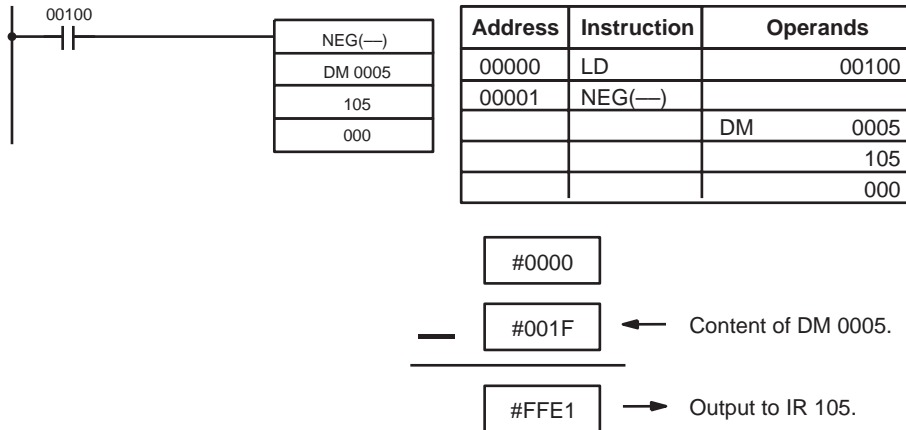 00100
NEG(––)
DM 0005
105
000
Address Instruction Operands
00000 LD 00100
00001 NEG(––)
DM 0005
105
000
#0000
– #001F Content of DM 0005.
#FFE1 Output to IR 105.